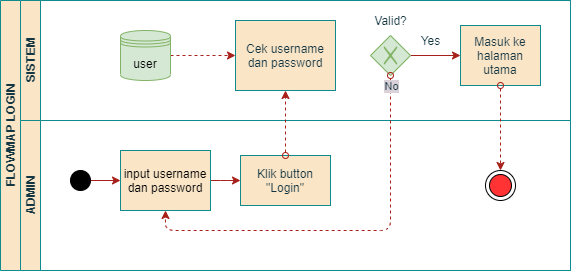 FLOWMAP LOGIN
SISTEM
user
Cek username
dan password
Valid?
Yes
No
Masuk ke
halaman
utama
ADMIN
input username
dan password
Klik button
"Login"